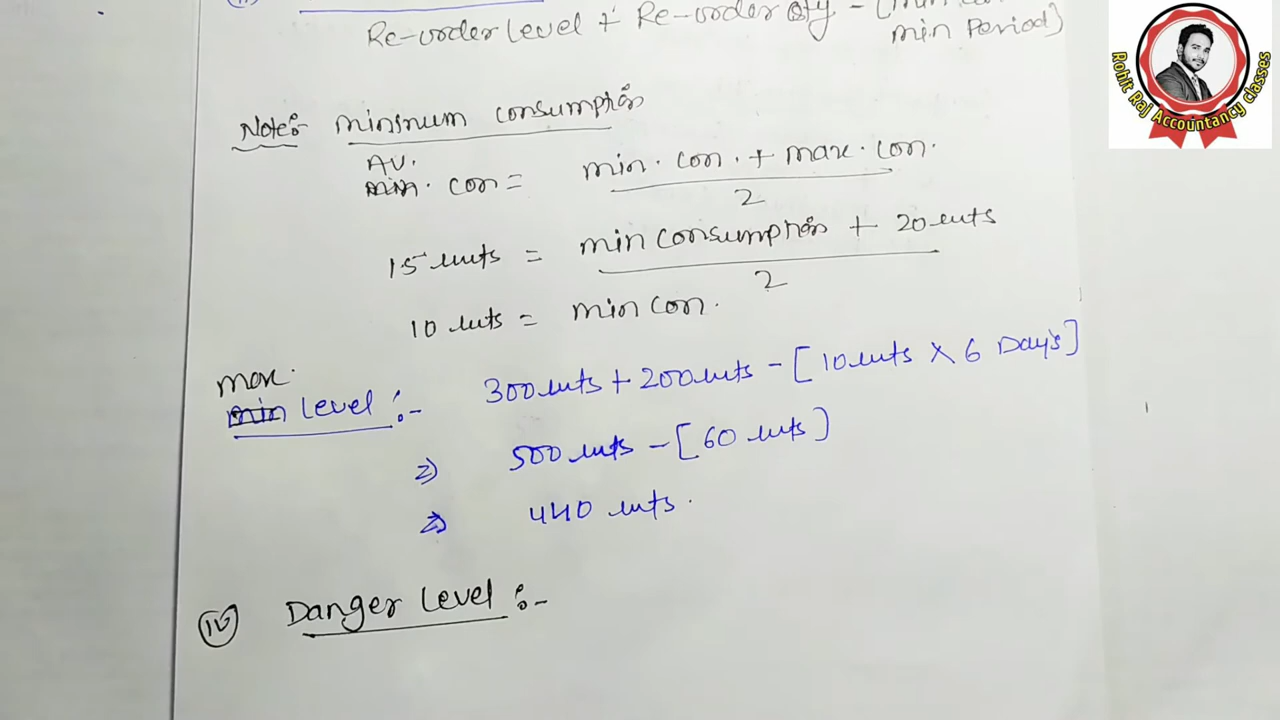 Re-order Level + Re-order Qty - [
min Period]
Note:- minimum consumption
Av.
min. con = min. con. + max. con.
2
15 units = min consumption + 20 units
2
10 units = min con.
max.
min Level :- 300 units + 200 units - [10 units X 6 Days]
=> 500 units - [60 units]
=> 440 units.
(iv) Danger Level :-
Rohit Raj Accountancy classes